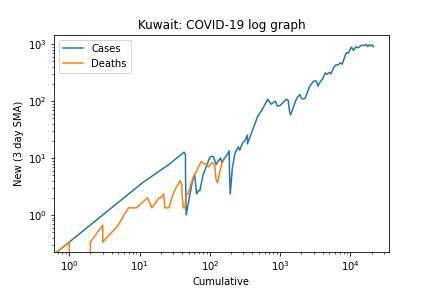 Kuwait: COVID-19 log graph
Cases
Deaths
New (3 day SMA)
10³
10²
10¹
10⁰
10⁰ 10¹ 10² 10³ 10⁴
Cumulative